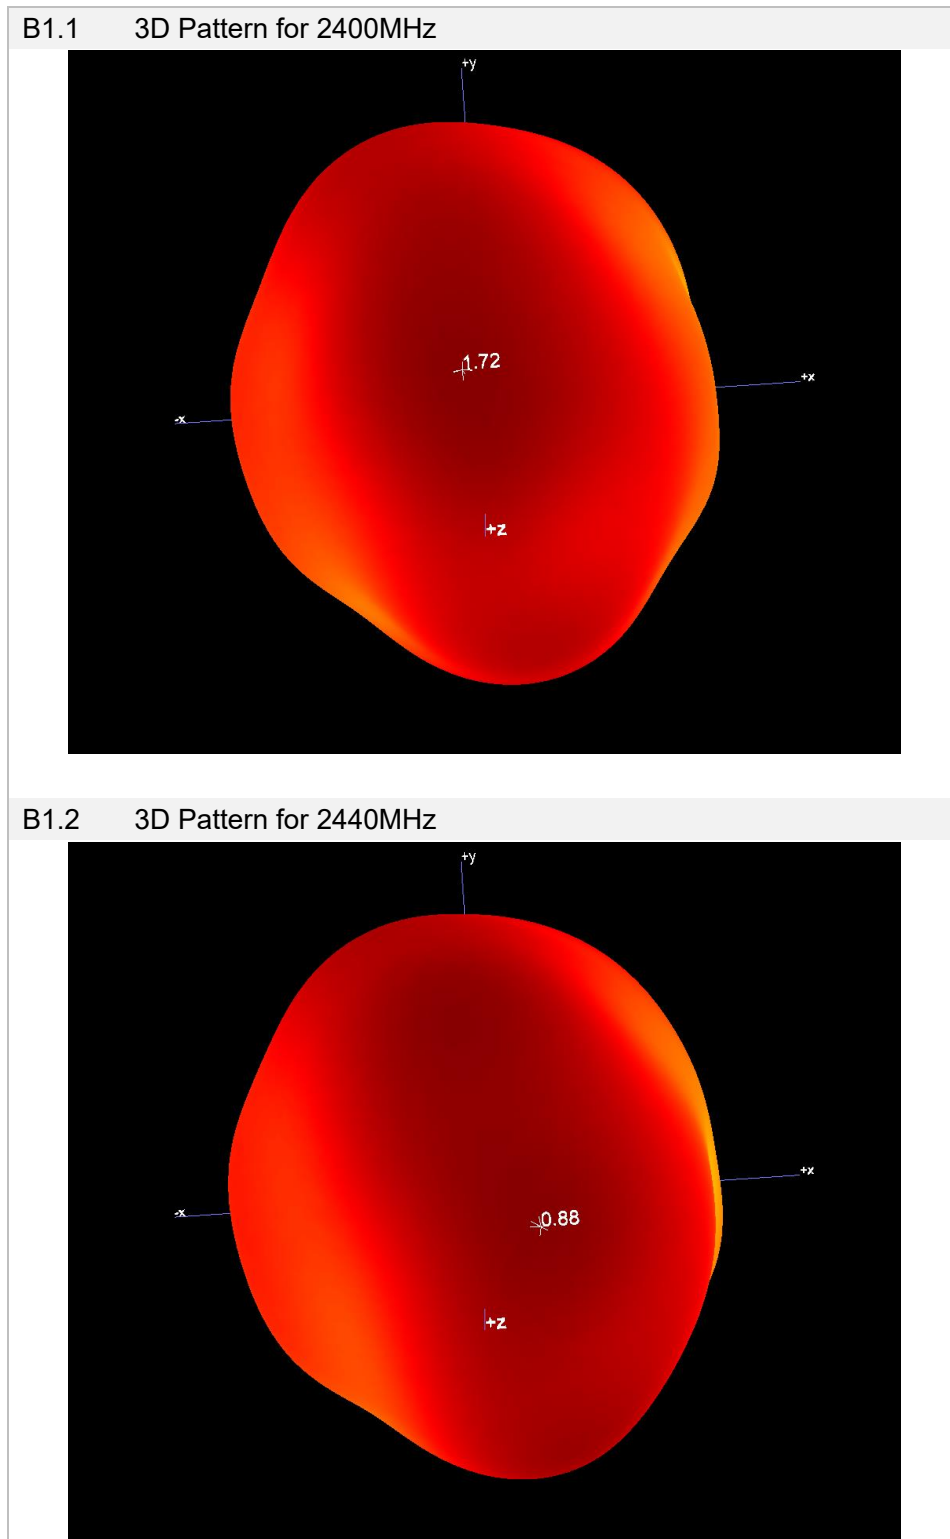 B1.1 3D Pattern for 2400MHz
+y
1.72
+x
-x
+z
B1.2 3D Pattern for 2440MHz
+y
+x
-x
0.88
+z